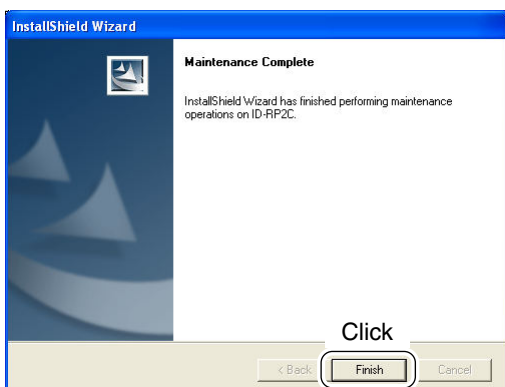 InstallShield Wizard
Maintenance Complete
InstallShield Wizard has finished performing maintenance
operations on ID-RP2C.
Click
< Back
Finish
Cancel